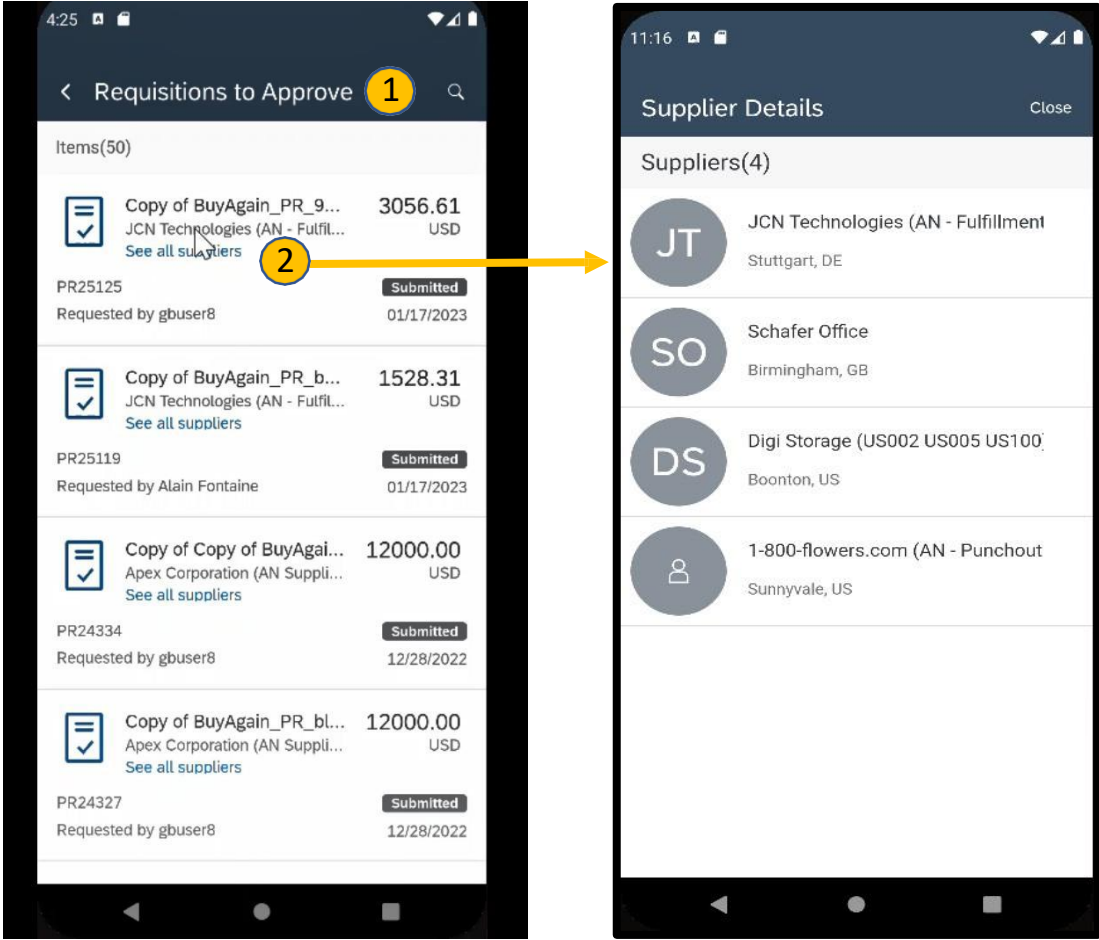 4:25
Requisitions to Approve
1
Items(50)
Copy of BuyAgain_PR_9... 3056.61
JCN Technologies (AN - Fulfil... USD
See all suppliers
2
PR25125 Submitted
Requested by gbuser8 01/17/2023
Copy of BuyAgain_PR_b... 1528.31
JCN Technologies (AN - Fulfil... USD
See all suppliers
PR25119 Submitted
Requested by Alain Fontaine 01/17/2023
Copy of Copy of BuyAgai... 12000.00
Apex Corporation (AN Suppli... USD
See all suppliers
PR24334 Submitted
Requested by gbuser8 12/28/2022
Copy of BuyAgain_PR_bl... 12000.00
Apex Corporation (AN Suppli... USD
See all suppliers
PR24327 Submitted
Requested by gbuser8 12/28/2022
11:16
Supplier Details Close
Suppliers(4)
JT
JCN Technologies (AN - Fulfillment
Stuttgart, DE
SO
Schafer Office
Birmingham, GB
DS
Digi Storage (US002 US005 US100)
Boonton, US
1-800-flowers.com (AN - Punchout
Sunnyvale, US